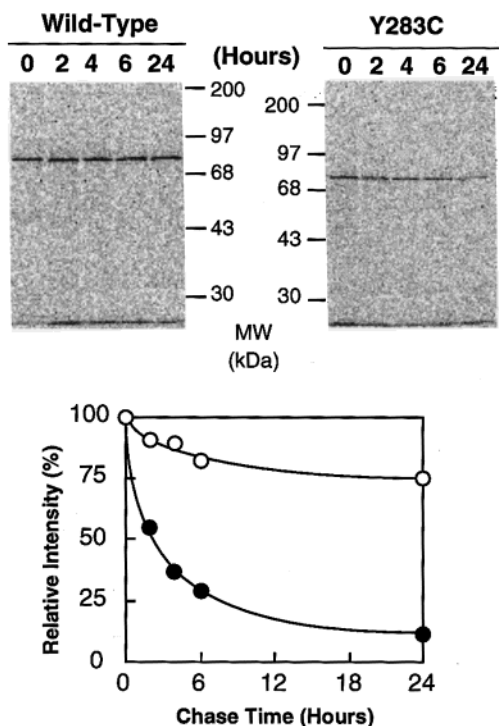 Wild-Type
0 2 4 6 24
(Hours)
Y283C
0 2 4 6 24
200
97
68
43
30
MW
(kDa)
200
97
68
43
30
Relative Intensity (%)
100
75
50
25
0
0 6 12 18 24
Chase Time (Hours)